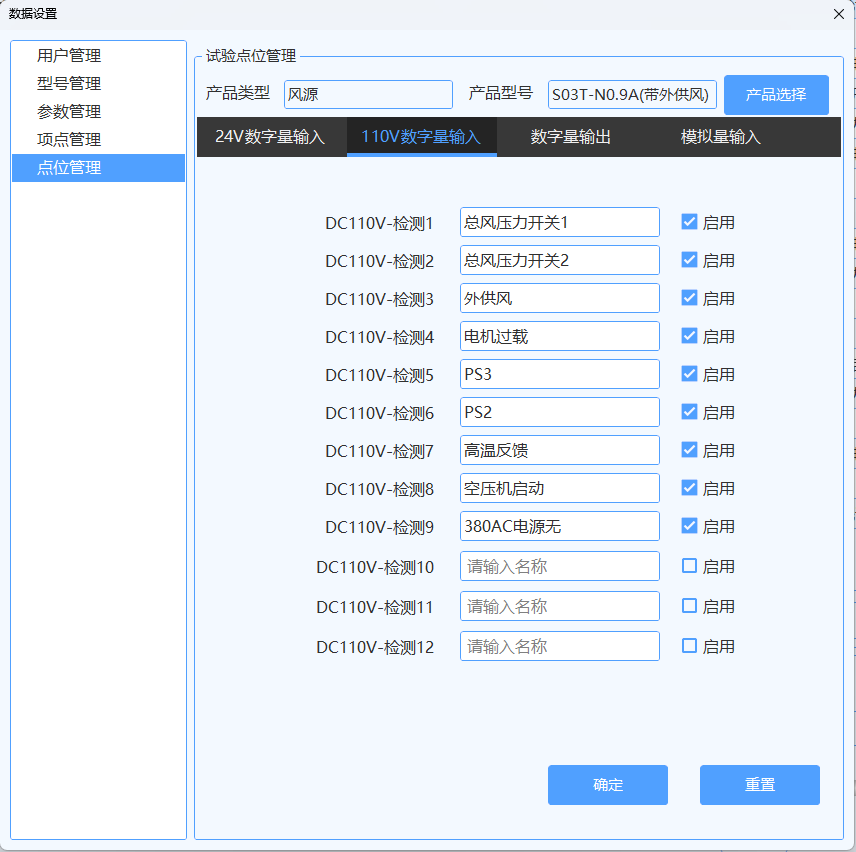 数据设置
用户管理
型号管理
参数管理
项点管理
点位管理
试验点位管理
产品类型 风源 产品型号 S03T-N0.9A(带外供风) 产品选择
24V数字量输入 110V数字量输入 数字量输出 模拟量输入
DC110V-检测1 总风压力开关1 启用
DC110V-检测2 总风压力开关2 启用
DC110V-检测3 外供风 启用
DC110V-检测4 电机过载 启用
DC110V-检测5 PS3 启用
DC110V-检测6 PS2 启用
DC110V-检测7 高温反馈 启用
DC110V-检测8 空压机启动 启用
DC110V-检测9 380AC电源无 启用
DC110V-检测10 请输入名称 启用
DC110V-检测11 请输入名称 启用
DC110V-检测12 请输入名称 启用
确定 重置